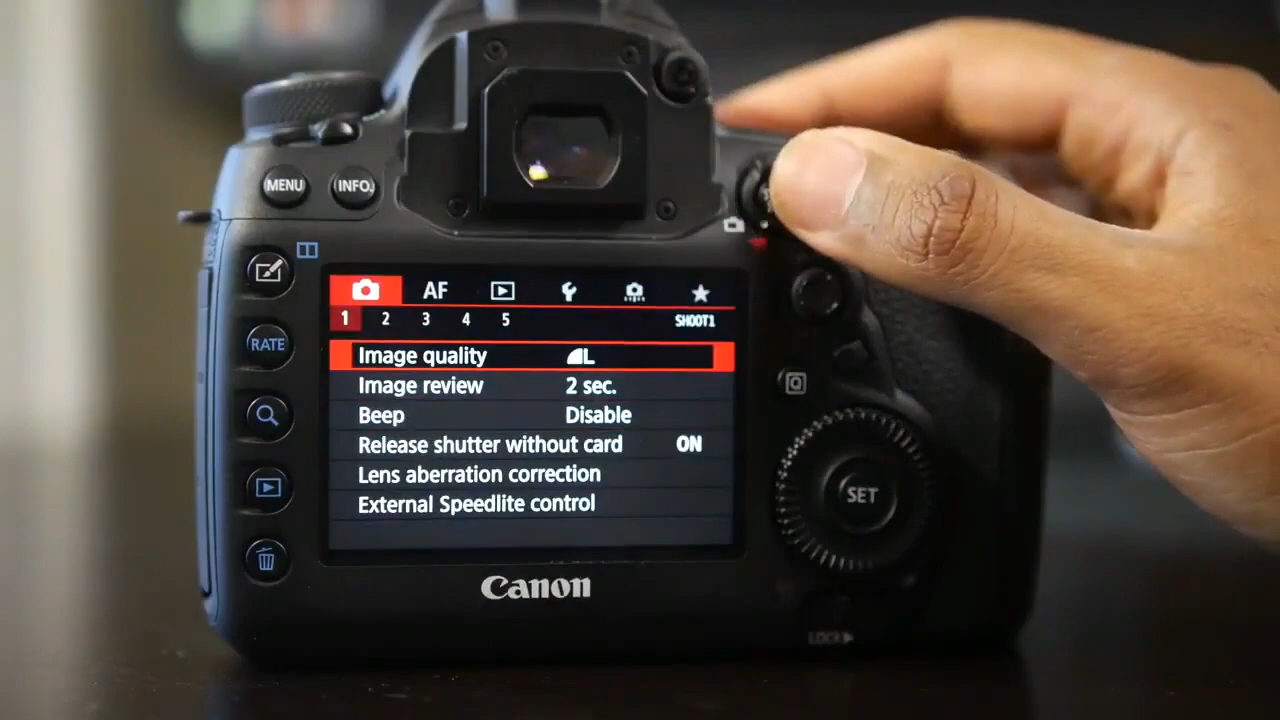 MENU
INFO.
RATE
AF
1 2 3 4 5 SHOOT1
Image quality L
Image review 2 sec.
Beep Disable
Release shutter without card ON
Lens aberration correction
External Speedlite control
Q
SET
Canon
LOCK